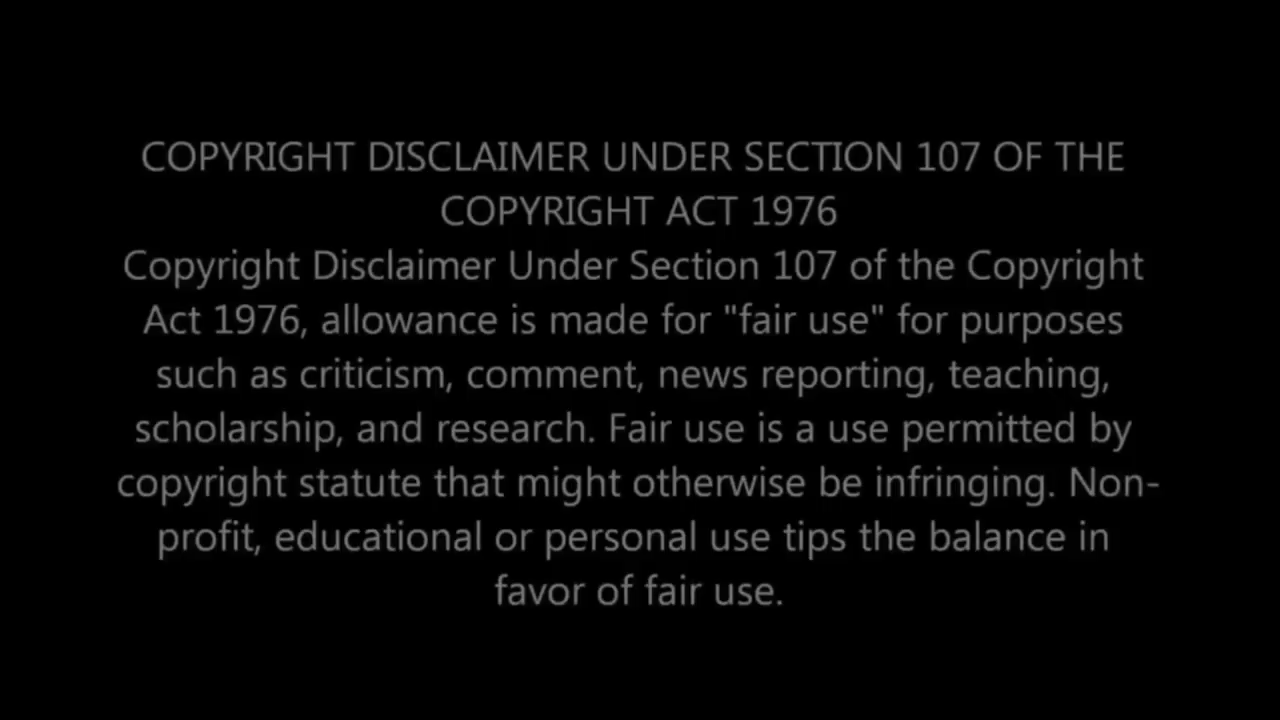 COPYRIGHT DISCLAIMER UNDER SECTION 107 OF THE
COPYRIGHT ACT 1976
Copyright Disclaimer Under Section 107 of the Copyright
Act 1976, allowance is made for "fair use" for purposes
such as criticism, comment, news reporting, teaching,
scholarship, and research. Fair use is a use permitted by
copyright statute that might otherwise be infringing. Non-
profit, educational or personal use tips the balance in
favor of fair use.